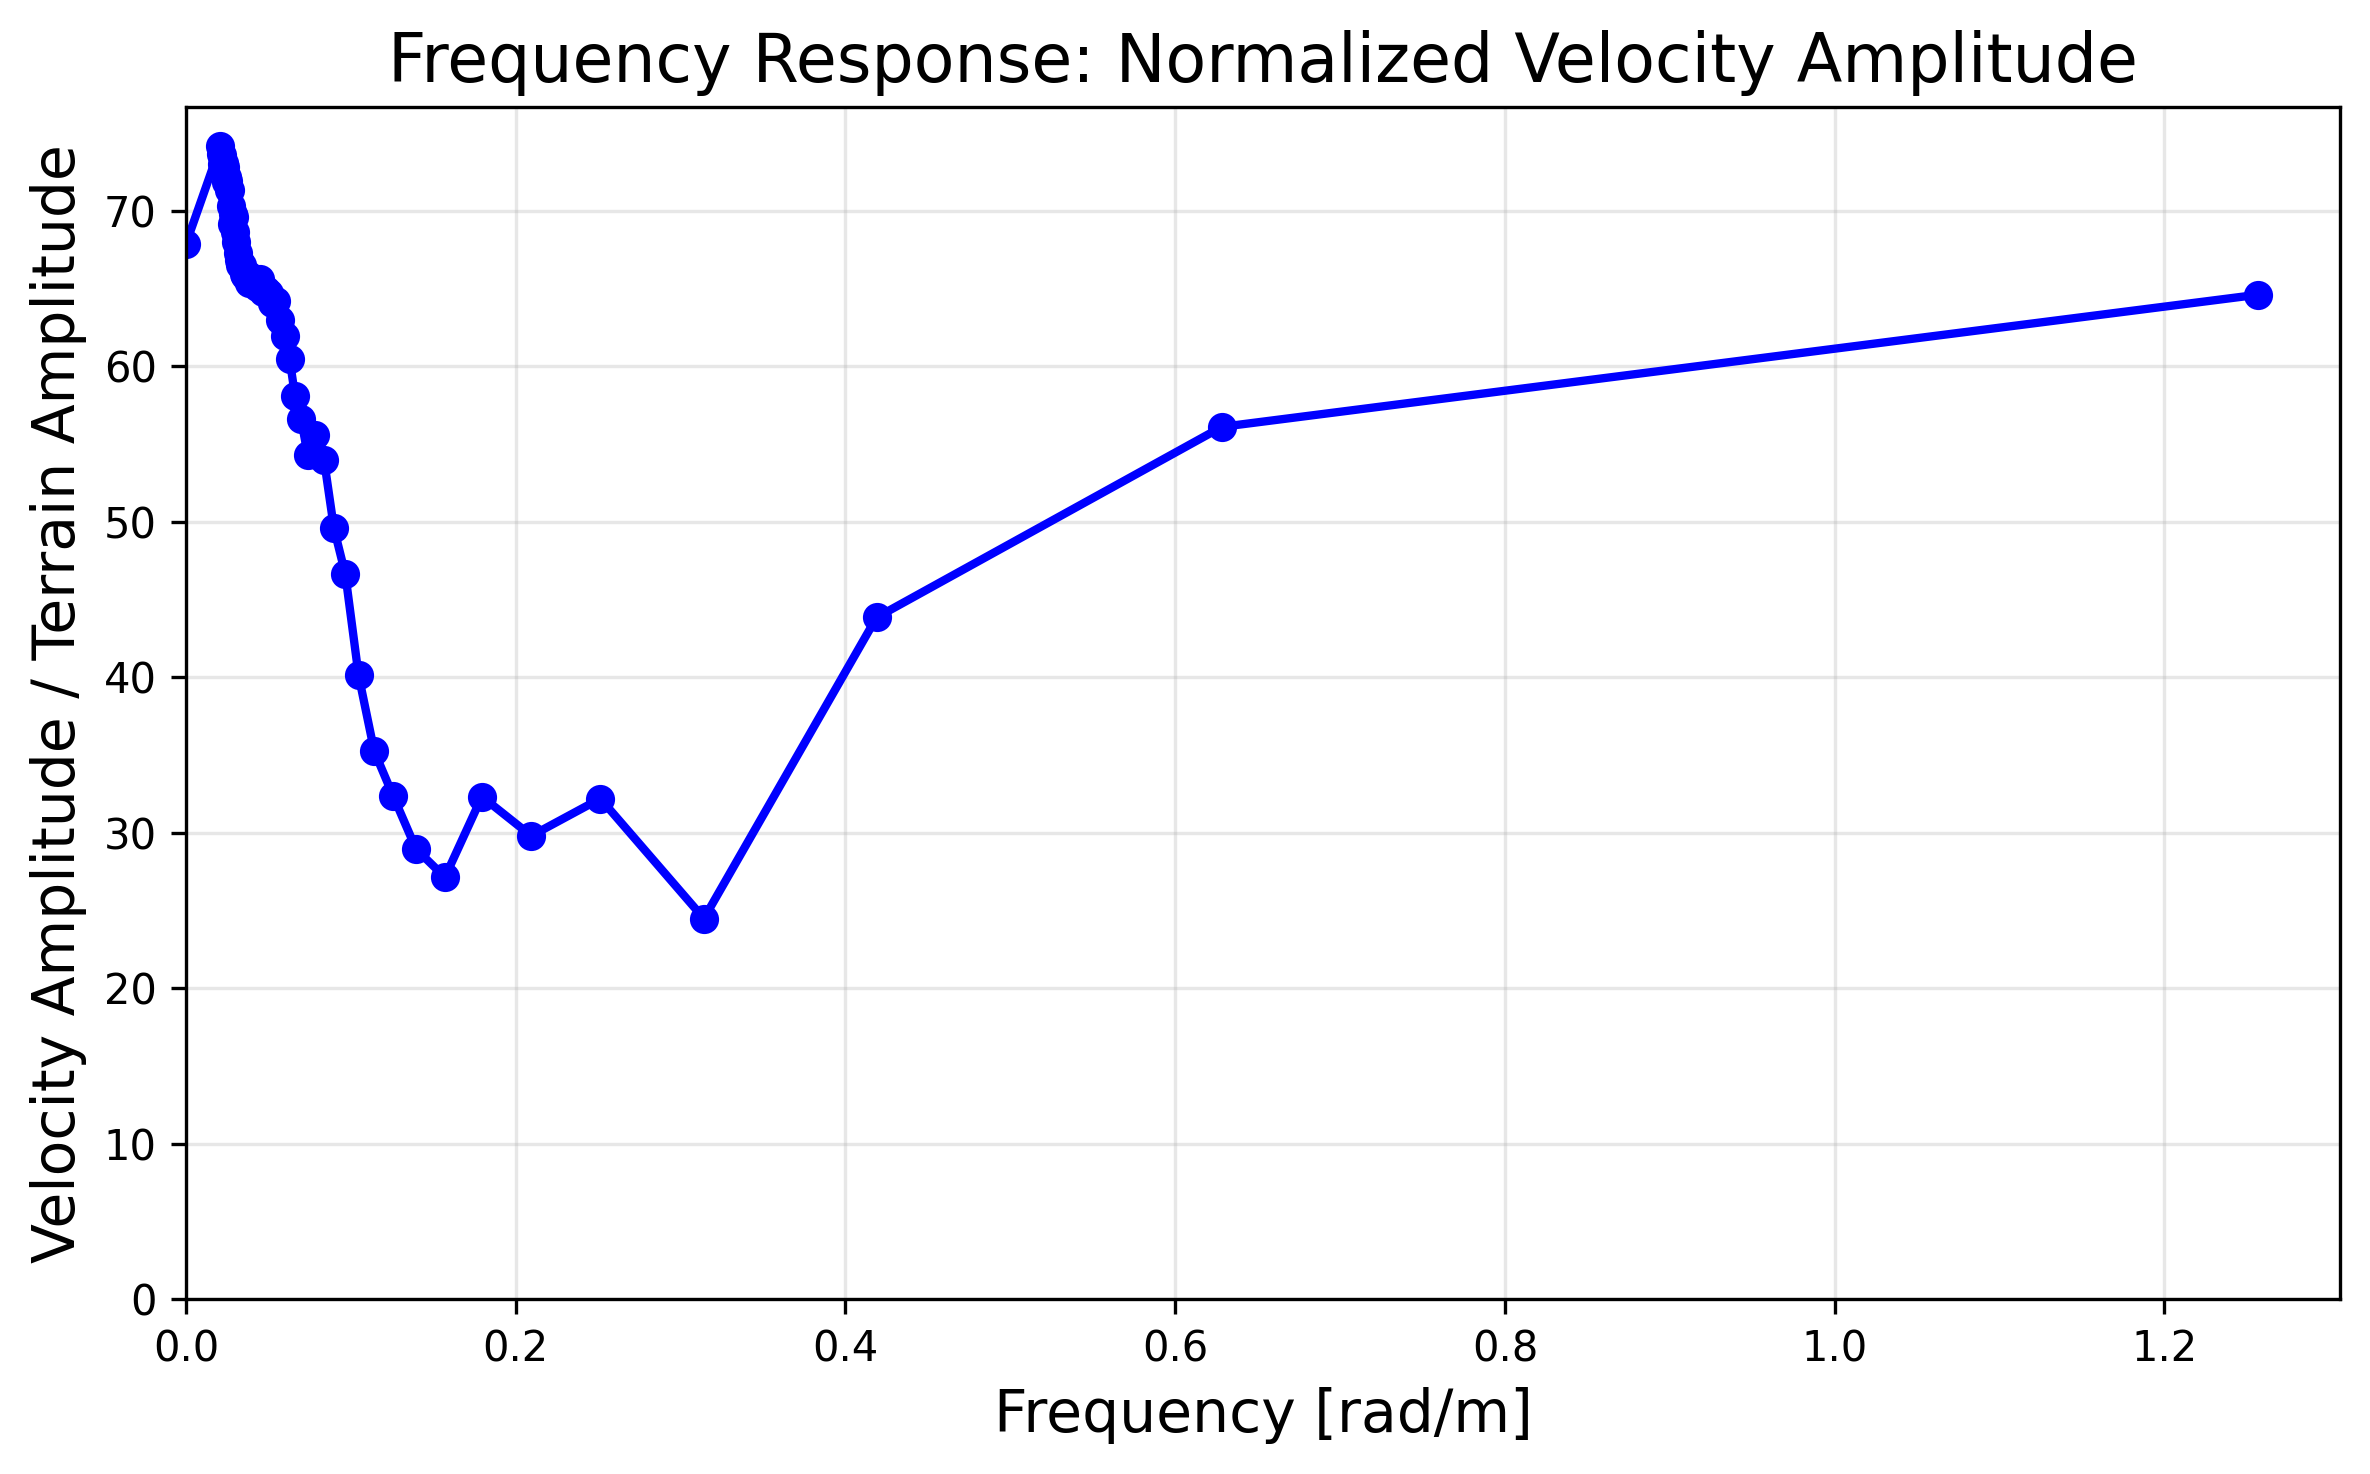 Frequency Response: Normalized Velocity Amplitude
Velocity Amplitude / Terrain Amplitude
70
60
50
40
30
20
10
0
0.0 0.2 0.4 0.6 0.8 1.0 1.2
Frequency [rad/m]